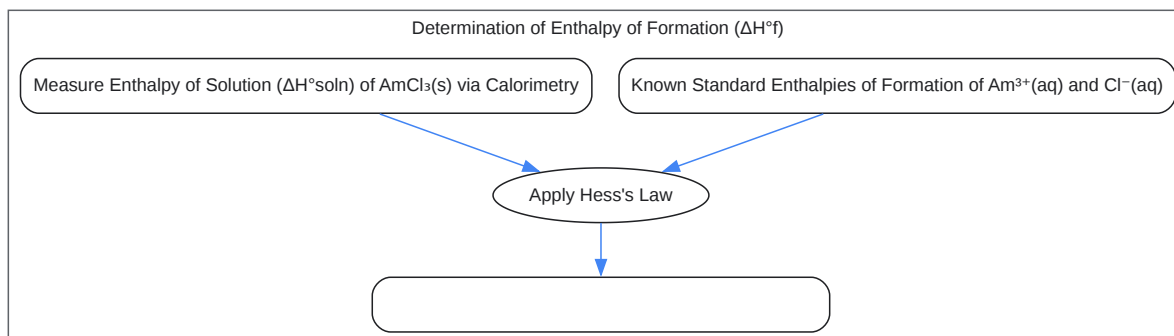 Determination of Enthalpy of Formation (ΔH°f)
Measure Enthalpy of Solution (ΔH°soln) of AmCl₃(s) via Calorimetry
Known Standard Enthalpies of Formation of Am³⁺(aq) and Cl⁻(aq)
Apply Hess's Law